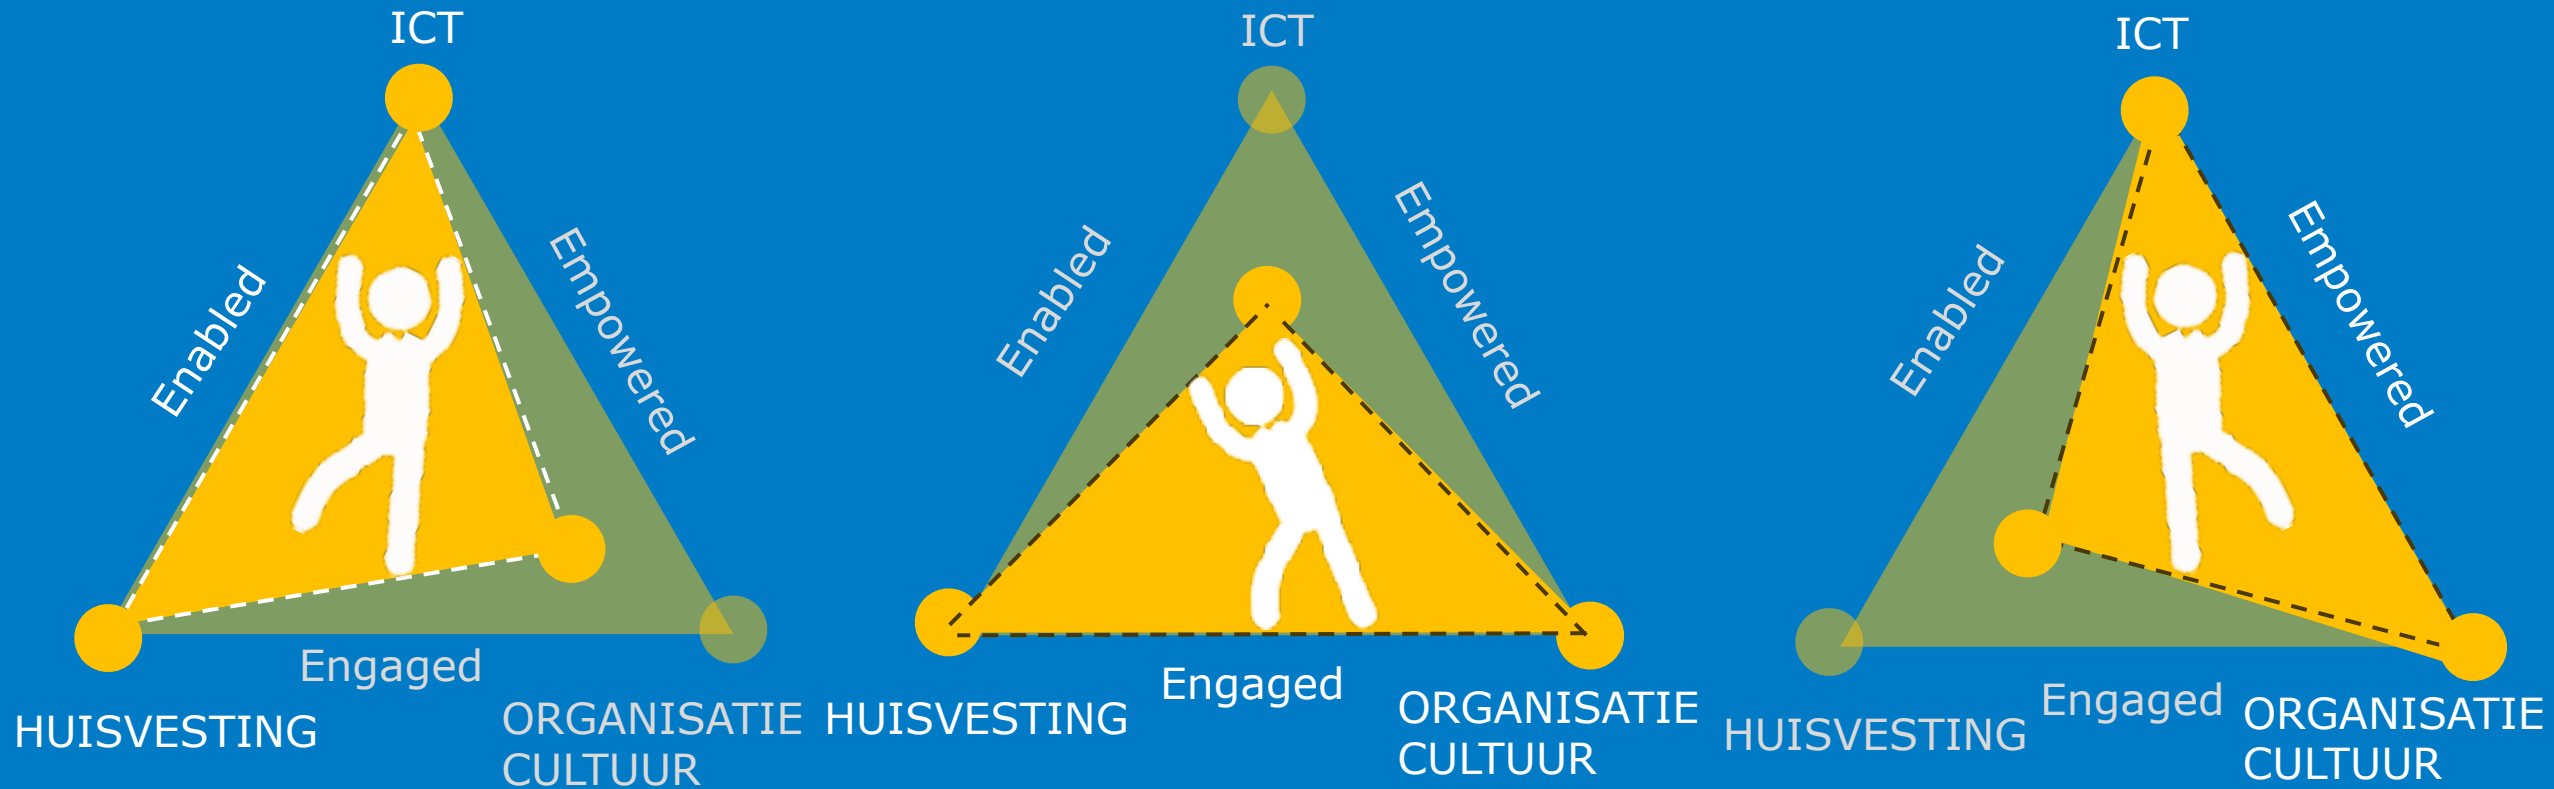 ICT
Enabled
Empowered
Engaged
HUISVESTING
ORGANISATIE
CULTUUR
ICT
Enabled
Empowered
Engaged
HUISVESTING
ORGANISATIE
CULTUUR
ICT
Enabled
Empowered
Engaged
HUISVESTING
ORGANISATIE
CULTUUR